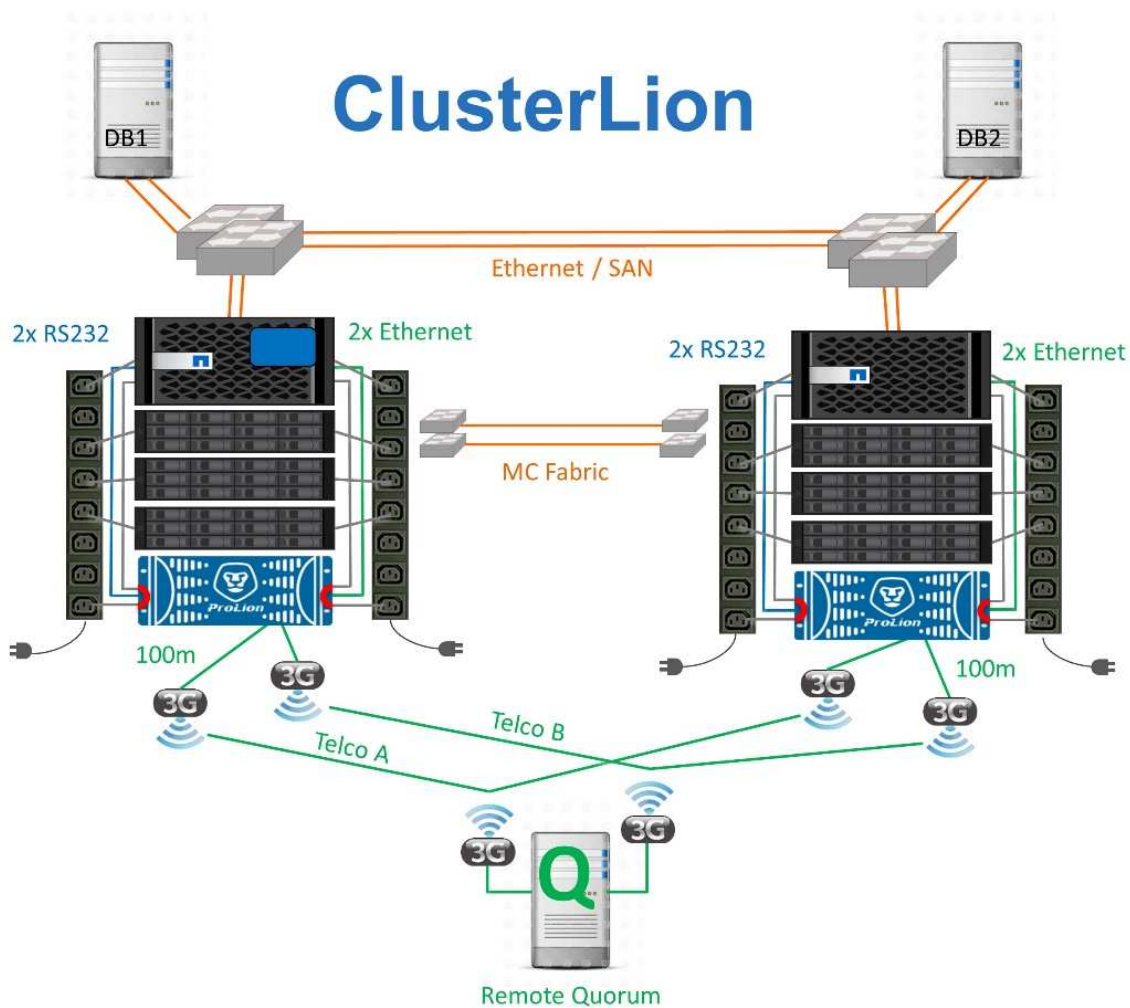 ClusterLion
DB1
DB2
Ethernet / SAN
2x RS232
2x Ethernet
2x RS232
2x Ethernet
MC Fabric
ProLion
ProLion
100m
100m
3G
3G
3G
3G
Telco A
Telco B
3G
3G
Q
Remote Quorum